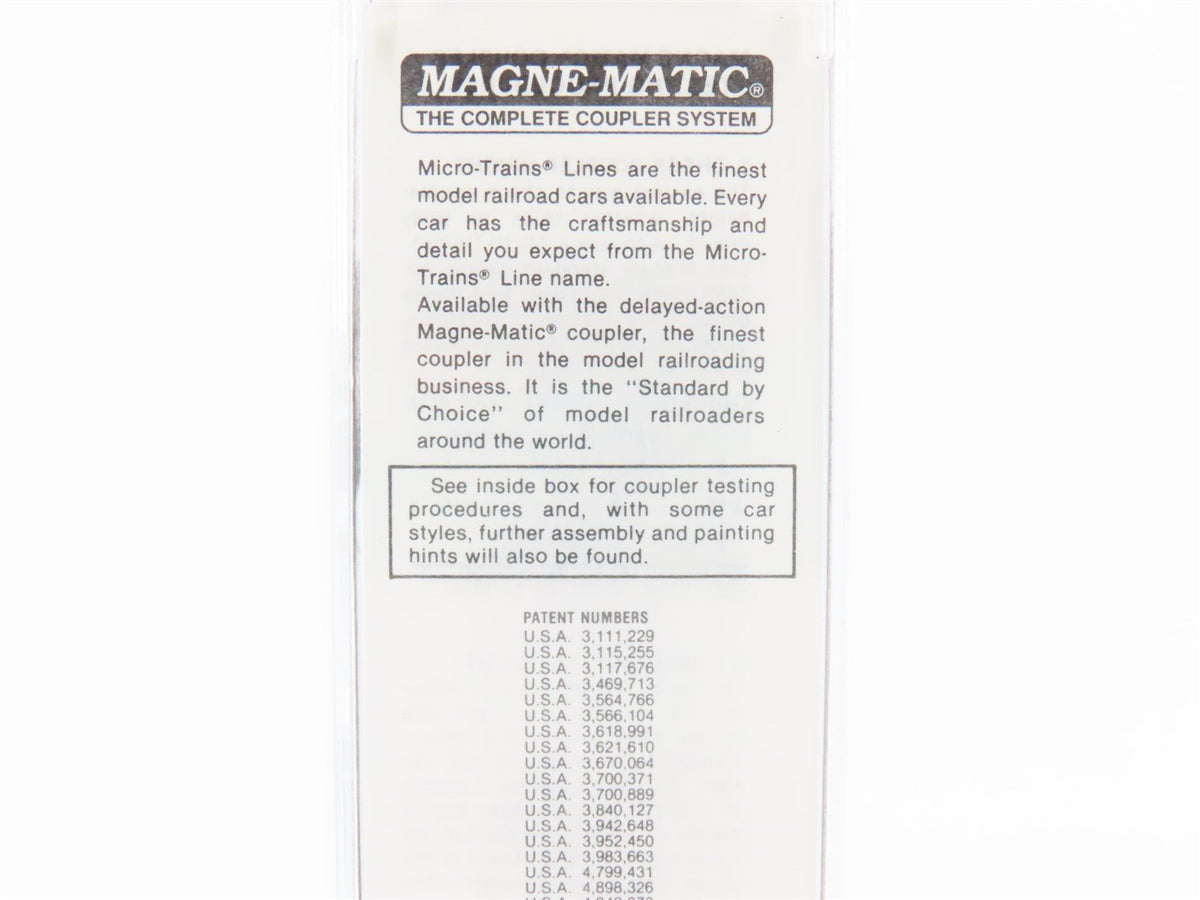 MAGNE-MATIC®
THE COMPLETE COUPLER SYSTEM
Micro-Trains® Lines are the finest
model railroad cars available. Every
car has the craftsmanship and
detail you expect from the Micro-
Trains® Line name.
Available with the delayed-action
Magne-Matic® coupler, the finest
coupler in the model railroading
business. It is the “Standard by
Choice” of model railroaders
around the world.
See inside box for coupler testing
procedures and, with some car
styles, further assembly and painting
hints will also be found.
PATENT NUMBERS
U.S.A. 3,111,229
U.S.A. 3,115,255
U.S.A. 3,117,676
U.S.A. 3,469,713
U.S.A. 3,564,766
U.S.A. 3,566,104
U.S.A. 3,618,991
U.S.A. 3,621,610
U.S.A. 3,670,064
U.S.A. 3,700,371
U.S.A. 3,700,889
U.S.A. 3,840,127
U.S.A. 3,942,648
U.S.A. 3,952,450
U.S.A. 3,983,663
U.S.A. 4,799,431
U.S.A. 4,898,326